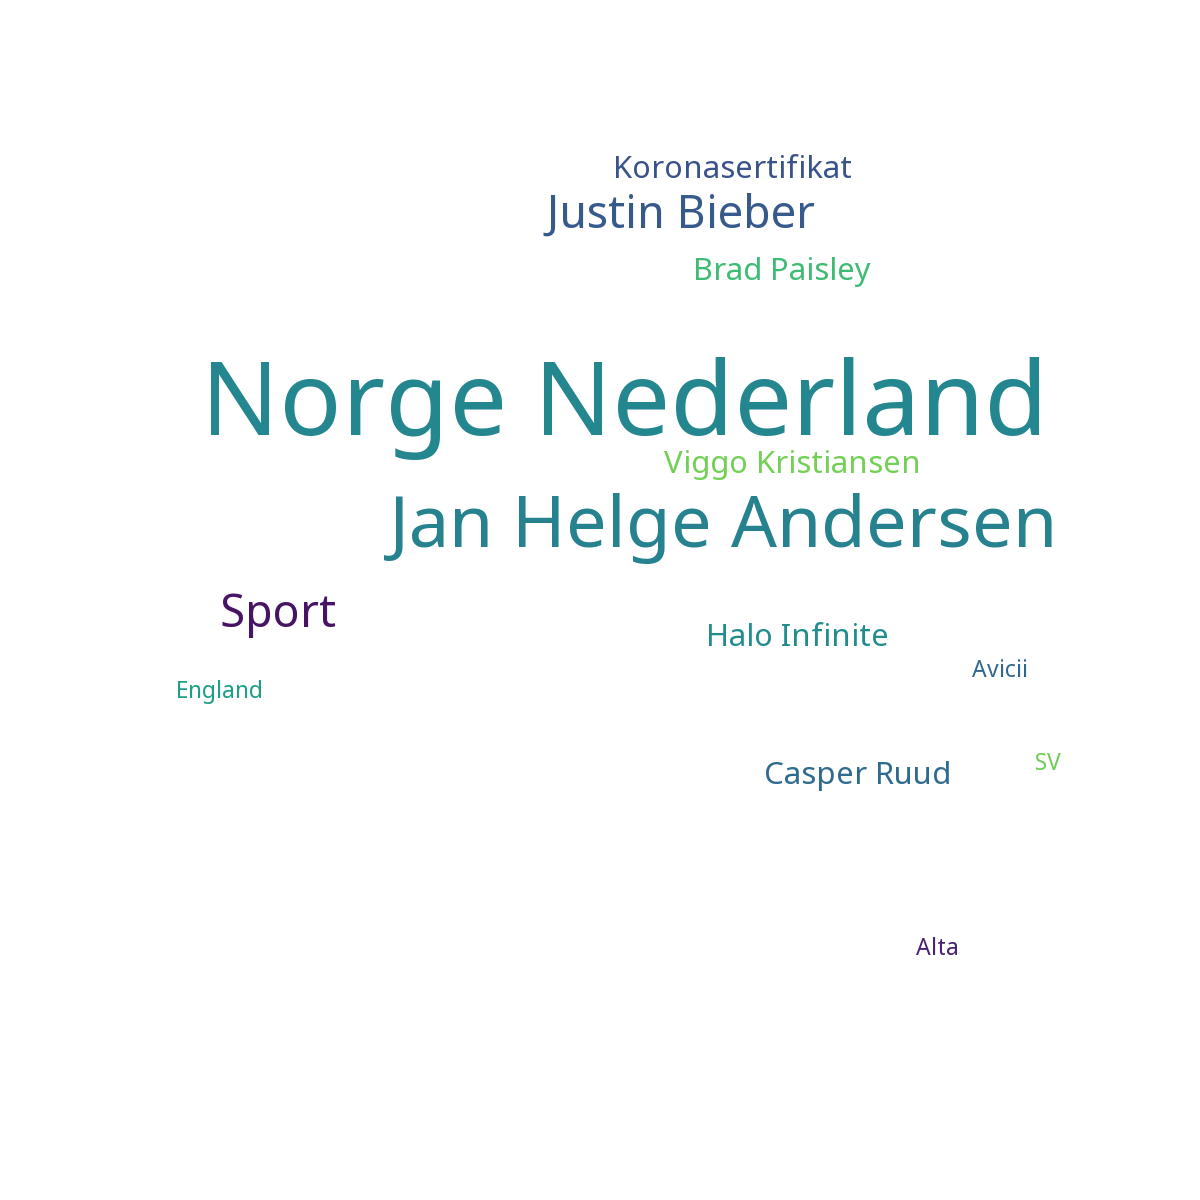 Koronasertifikat
Justin Bieber
Brad Paisley
Norge Nederland
Viggo Kristiansen
Jan Helge Andersen
Sport
Halo Infinite
Avicii
England
SV
Casper Ruud
Alta